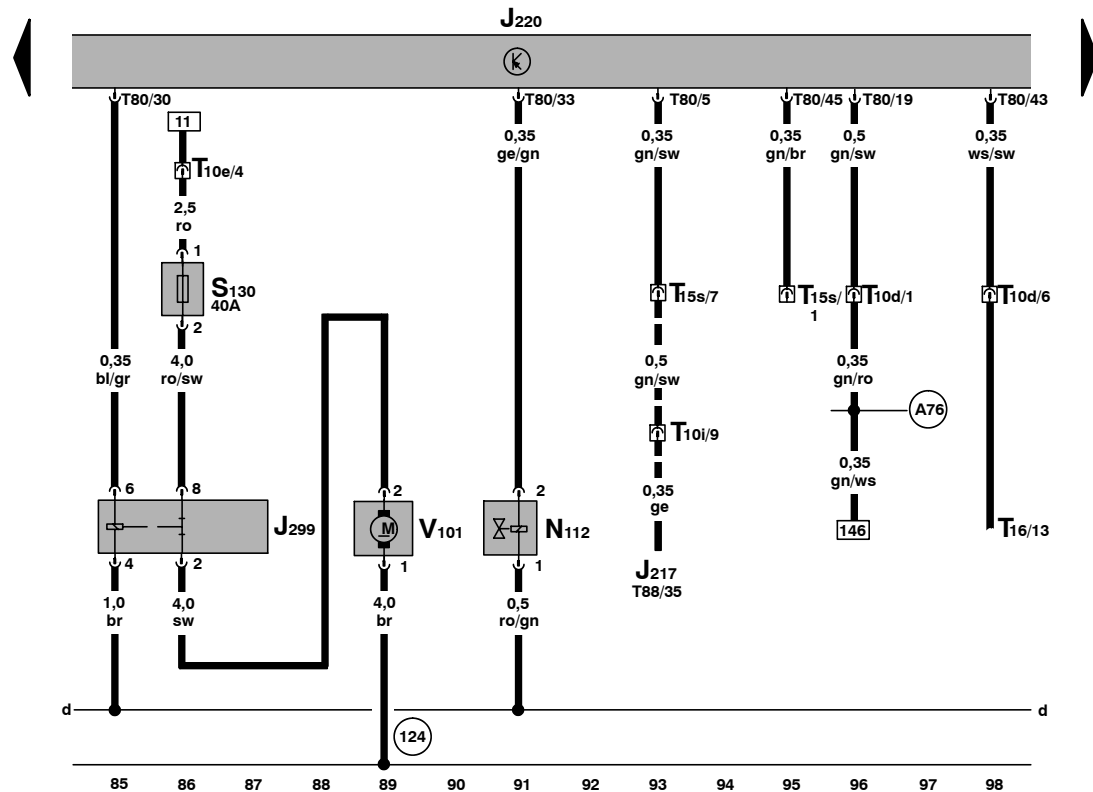 J220
T80/30
T80/33
T80/5
T80/45
T80/19
T80/43
11
T10e/4
0,35
ge/gn
0,35
gn/sw
0,35
gn/br
0,5
gn/sw
0,35
ws/sw
2,5
ro
1
S130
40A
2
T15s/7
T15s/
1
T10d/1
T10d/6
0,35
bl/gr
4,0
ro/sw
0,5
gn/sw
0,35
gn/ro
A76
T10i/9
0,35
gn/ws
6
8
J299
2
V101
2
N112
0,35
ge
146
T16/13
4
2
1
1
J217
T88/35
1,0
br
4,0
sw
4,0
br
0,5
ro/gn
d
d
124
85 86 87 88 89 90 91 92 93 94 95 96 97 98
M